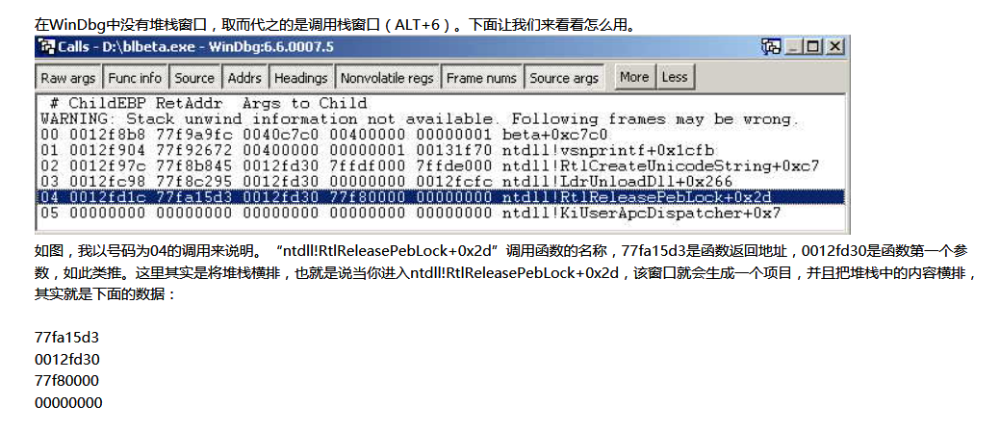 在WinDbg中没有堆栈窗口，取而代之的是调用栈窗口（ALT+6）。下面让我们来看看怎么用。
Calls - D:\blbeta.exe - WinDbg:6.6.0007.5
Raw args Func info Source Addrs Headings Nonvolatile regs Frame nums Source args More Less
# ChildEBP RetAddr Args to Child
WARNING: Stack unwind information not available. Following frames may be wrong.
00 0012f8b8 77f9a9fc 0040c7c0 00400000 00000001 beta+0xc7c0
01 0012f904 77f92672 00400000 00000001 00131f70 ntdll!vsnprintf+0x1cfb
02 0012f97c 77f8b845 0012fd30 7ffdf000 7ffde000 ntdll!RtlCreateUnicodeString+0xc7
03 0012fc98 77f8c295 0012fd30 00000000 0012fcfc ntdll!LdrUnloadDll+0x266
04 0012fd1c 77fa15d3 0012fd30 77f80000 00000000 ntdll!RtlReleasePebLock+0x2d
05 00000000 00000000 00000000 00000000 00000000 ntdll!KiUserApcDispatcher+0x7
如图，我以号码为04的调用来说明。“ntdll!RtlReleasePebLock+0x2d”调用函数的名称，77fa15d3是函数返回地址，0012fd30是函数第一个参
数，如此类推。这里其实是将堆栈横排，也就是说当你进入ntdll!RtlReleasePebLock+0x2d，该窗口就会生成一个项目，并且把堆栈中的内容横排，
其实就是下面的数据：
77fa15d3
0012fd30
77f80000
00000000